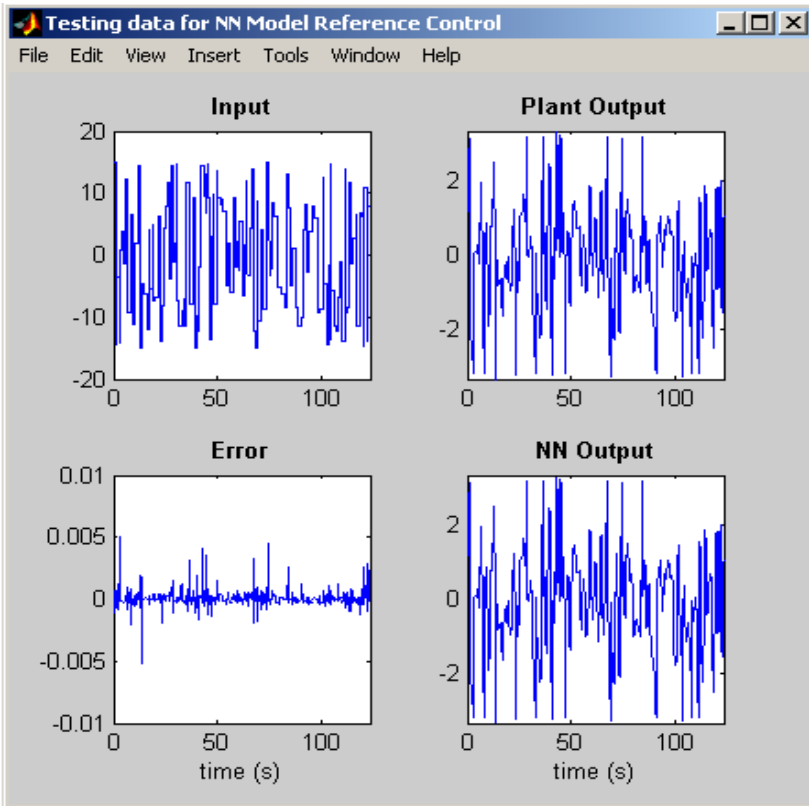 Testing data for NN Model Reference Control
File Edit View Insert Tools Window Help
Input
20
10
0
-10
-20
0 50 100
Plant Output
2
0
-2
0 50 100
Error
0.01
0.005
0
-0.005
-0.01
0 50 100
time (s)
NN Output
2
0
-2
0 50 100
time (s)